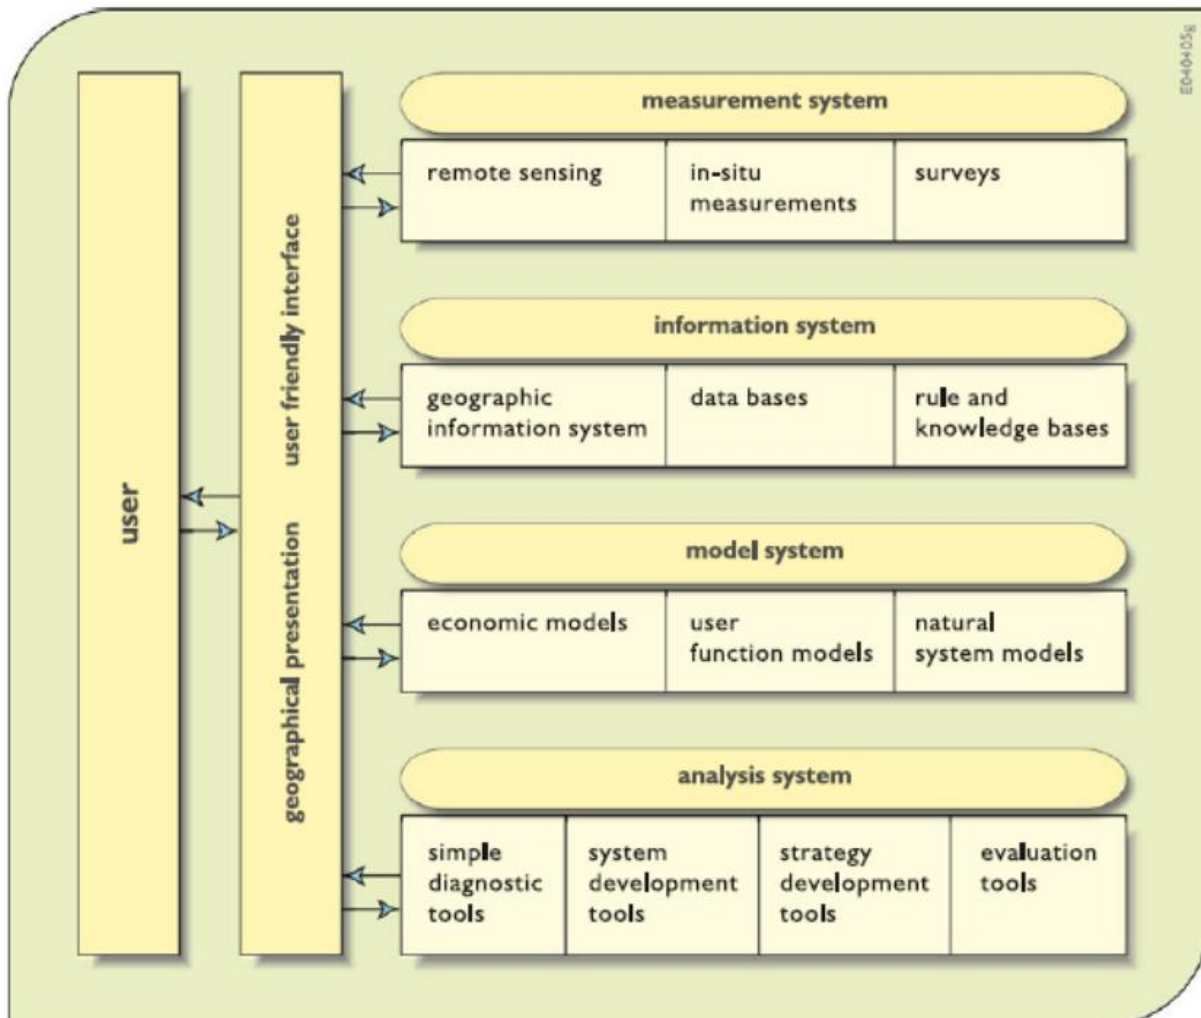 E040405g
user
geographical presentation user friendly interface
measurement system
remote sensing
in-situ
measurements
surveys
information system
geographic
information system
data bases
rule and
knowledge bases
model system
economic models
user
function models
natural
system models
analysis system
simple
diagnostic
tools
system
development
tools
strategy
development
tools
evaluation
tools